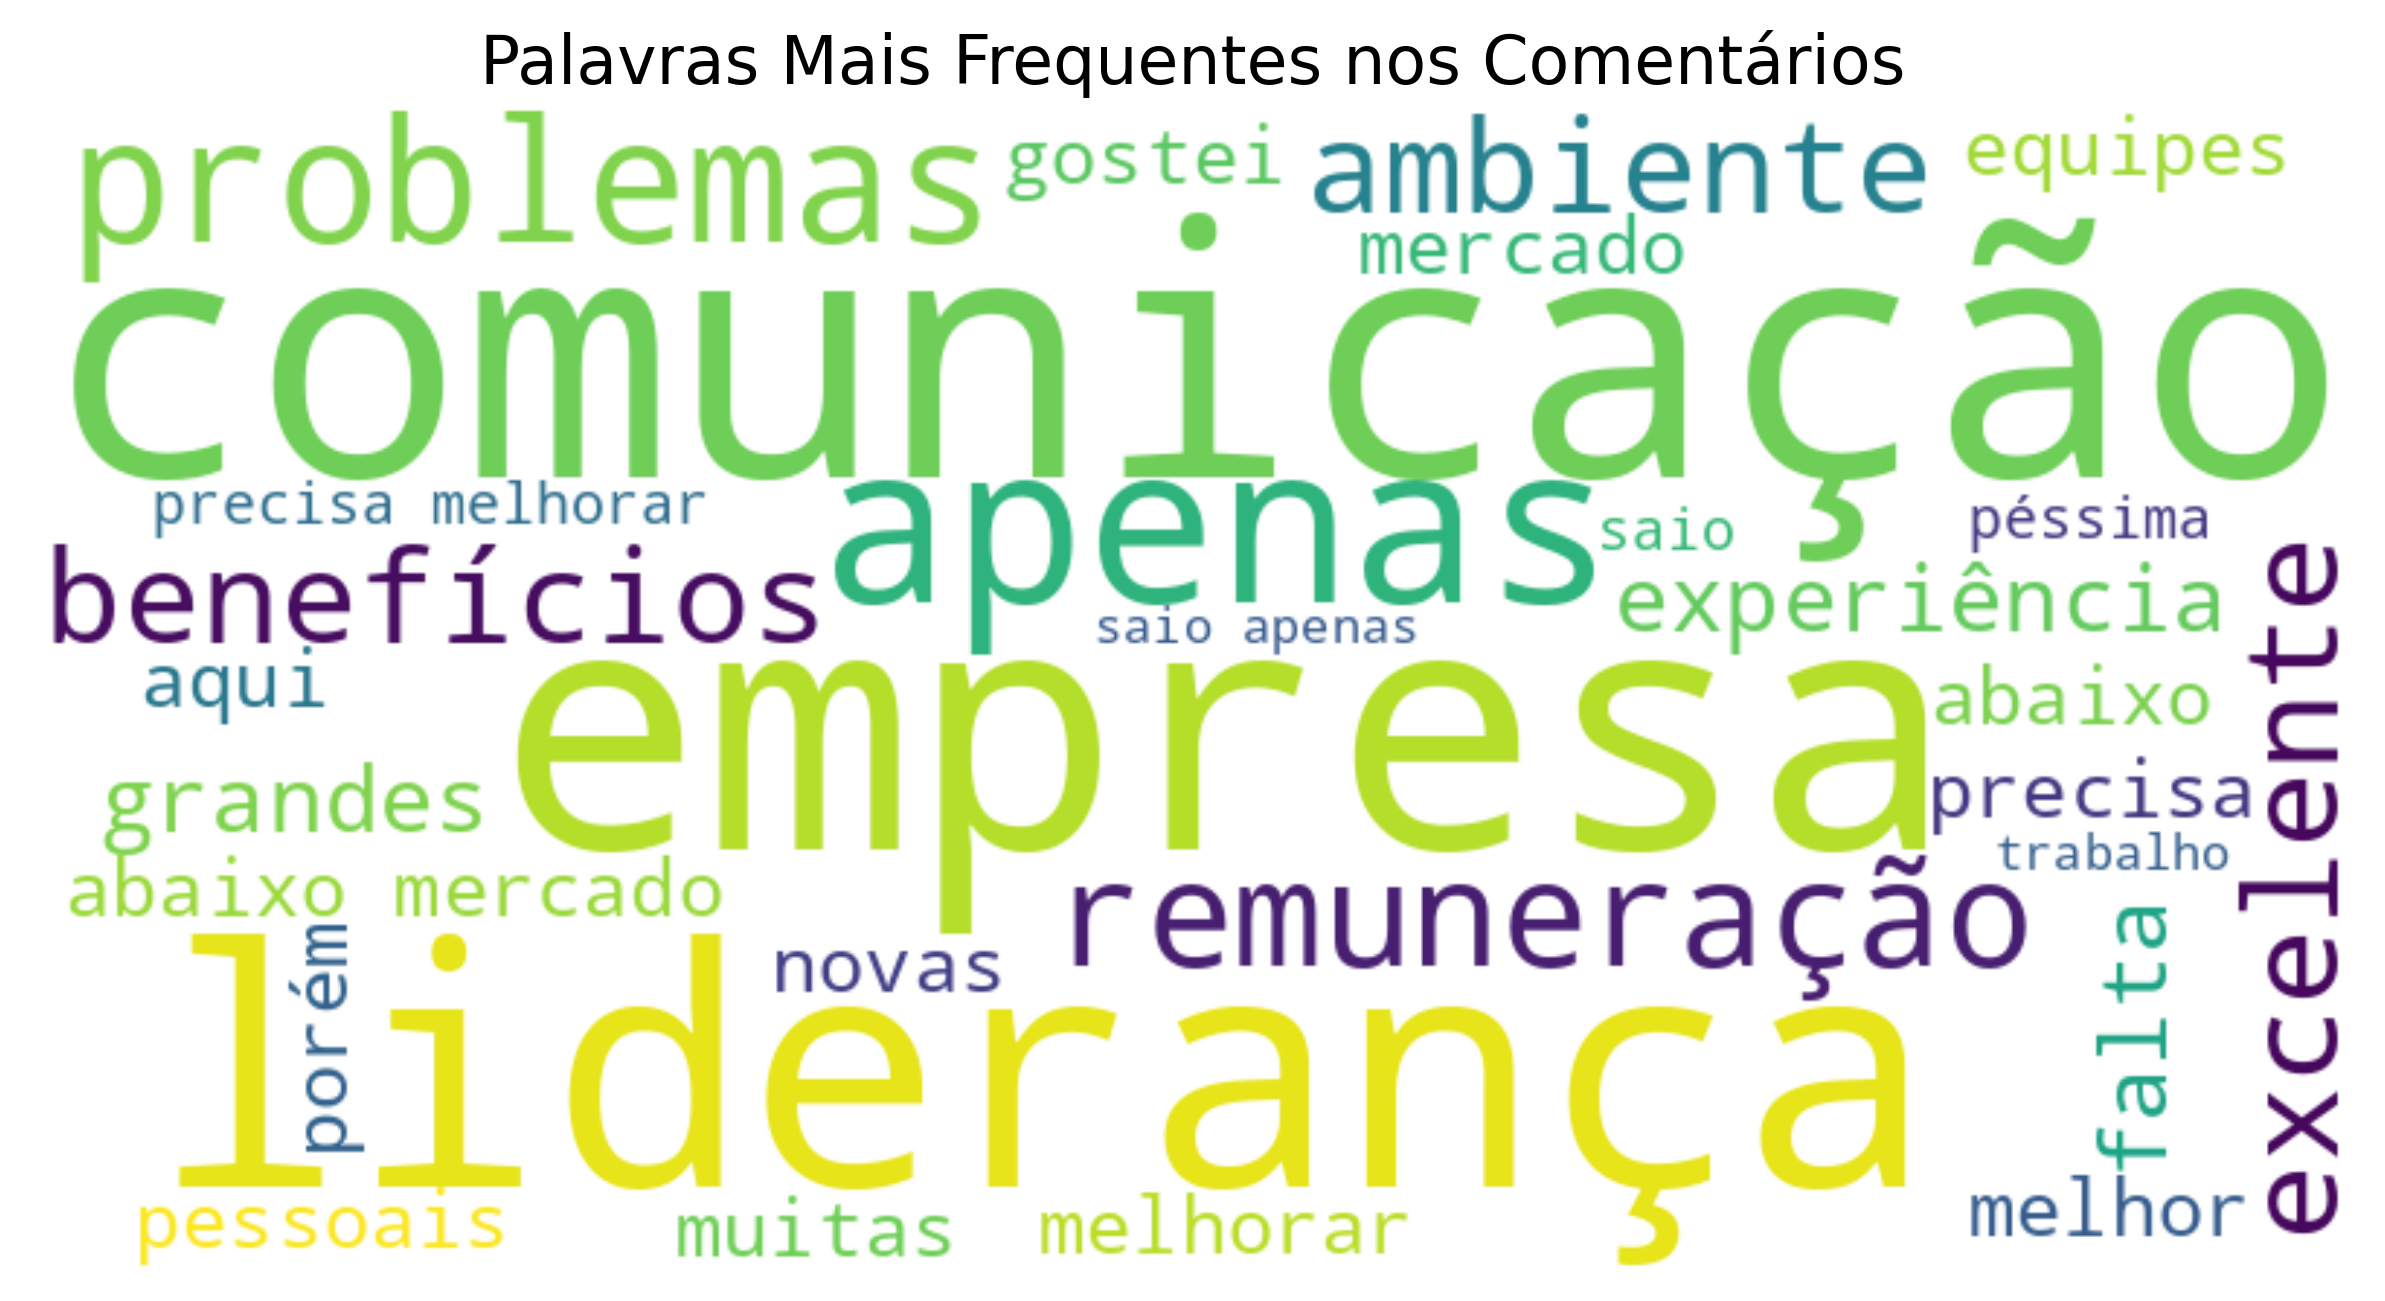 Palavras Mais Frequentes nos Comentários
problemas
gostei
ambiente
equipes
mercado
comunicação
precisa melhorar
apenas
saio
péssima
benefícios
experiência
saio apenas
aqui
empresa
abaixo
excelente
grandes
precisa
trabalho
abaixo mercado
remuneração
porém
novas
falta
liderança
pessoais
muitas
melhorar
melhor